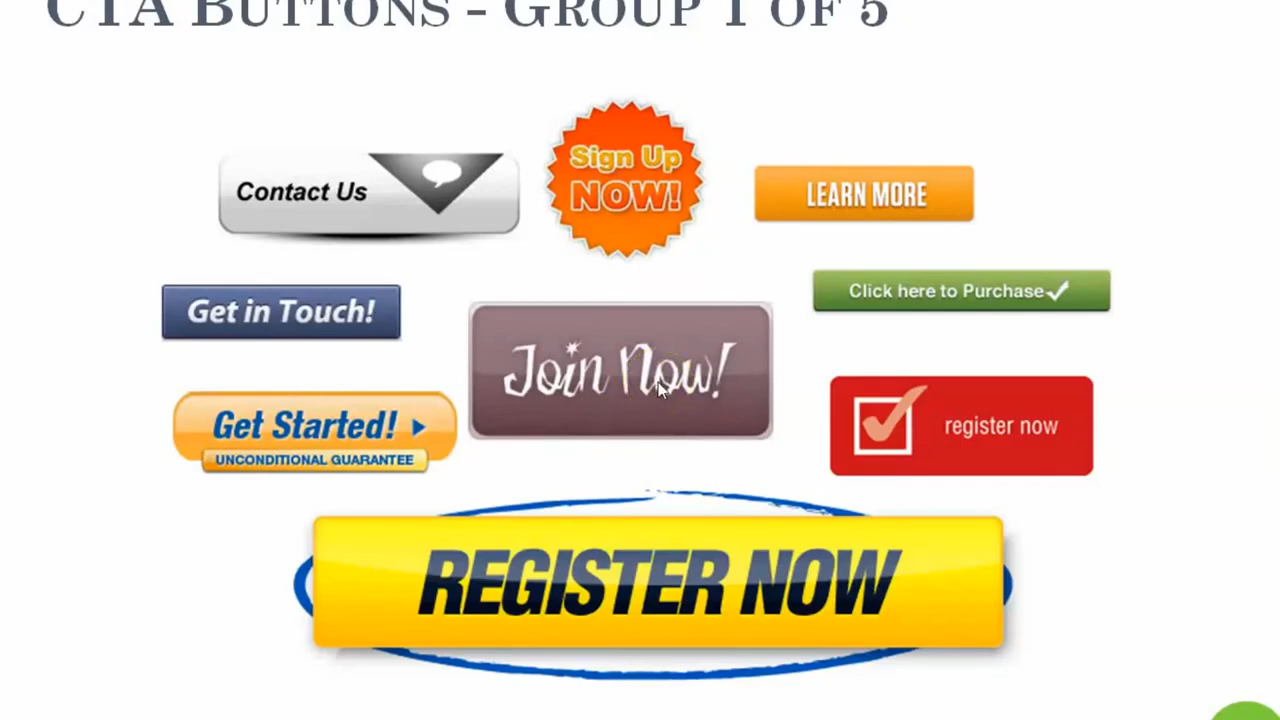 CTA BUTTONS - GROUP 1 OF 5
Contact Us
Sign Up
NOW!
LEARN MORE
Get in Touch!
Click here to Purchase
Join Now!
Get Started!
UNCONDITIONAL GUARANTEE
register now
REGISTER NOW